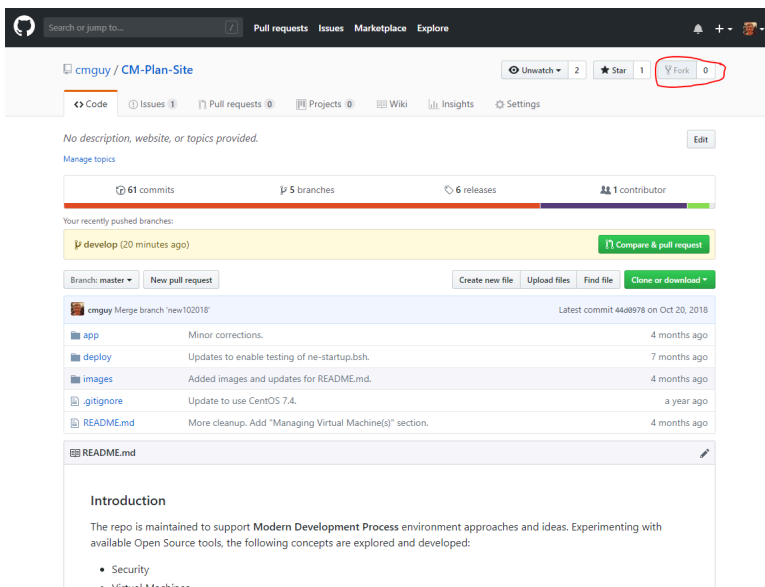 Search or jump to... / Pull requests Issues Marketplace Explore
cmguy / CM-Plan-Site Unwatch 2 Star 1 Fork 0
Code Issues 1 Pull requests 0 Projects 0 Wiki Insights Settings
No description, website, or topics provided. Edit
Manage topics
61 commits 5 branches 6 releases 1 contributor
Your recently pushed branches:
develop (20 minutes ago) Compare & pull request
Branch: master New pull request Create new file Upload files Find file Clone or download
cmguy Merge branch 'new102018' Latest commit 44d0978 on Oct 20, 2018
app Minor corrections. 4 months ago
deploy Updates to enable testing of ne-startup.bsh. 7 months ago
images Added images and updates for README.md. 4 months ago
.gitignore Update to use CentOS 7.4. a year ago
README.md More cleanup. Add "Managing Virtual Machine(s)" section. 4 months ago
README.md
Introduction
The repo is maintained to support Modern Development Process environment approaches and ideas. Experimenting with
available Open Source tools, the following concepts are explored and developed:
• Security
• Virtual Machines